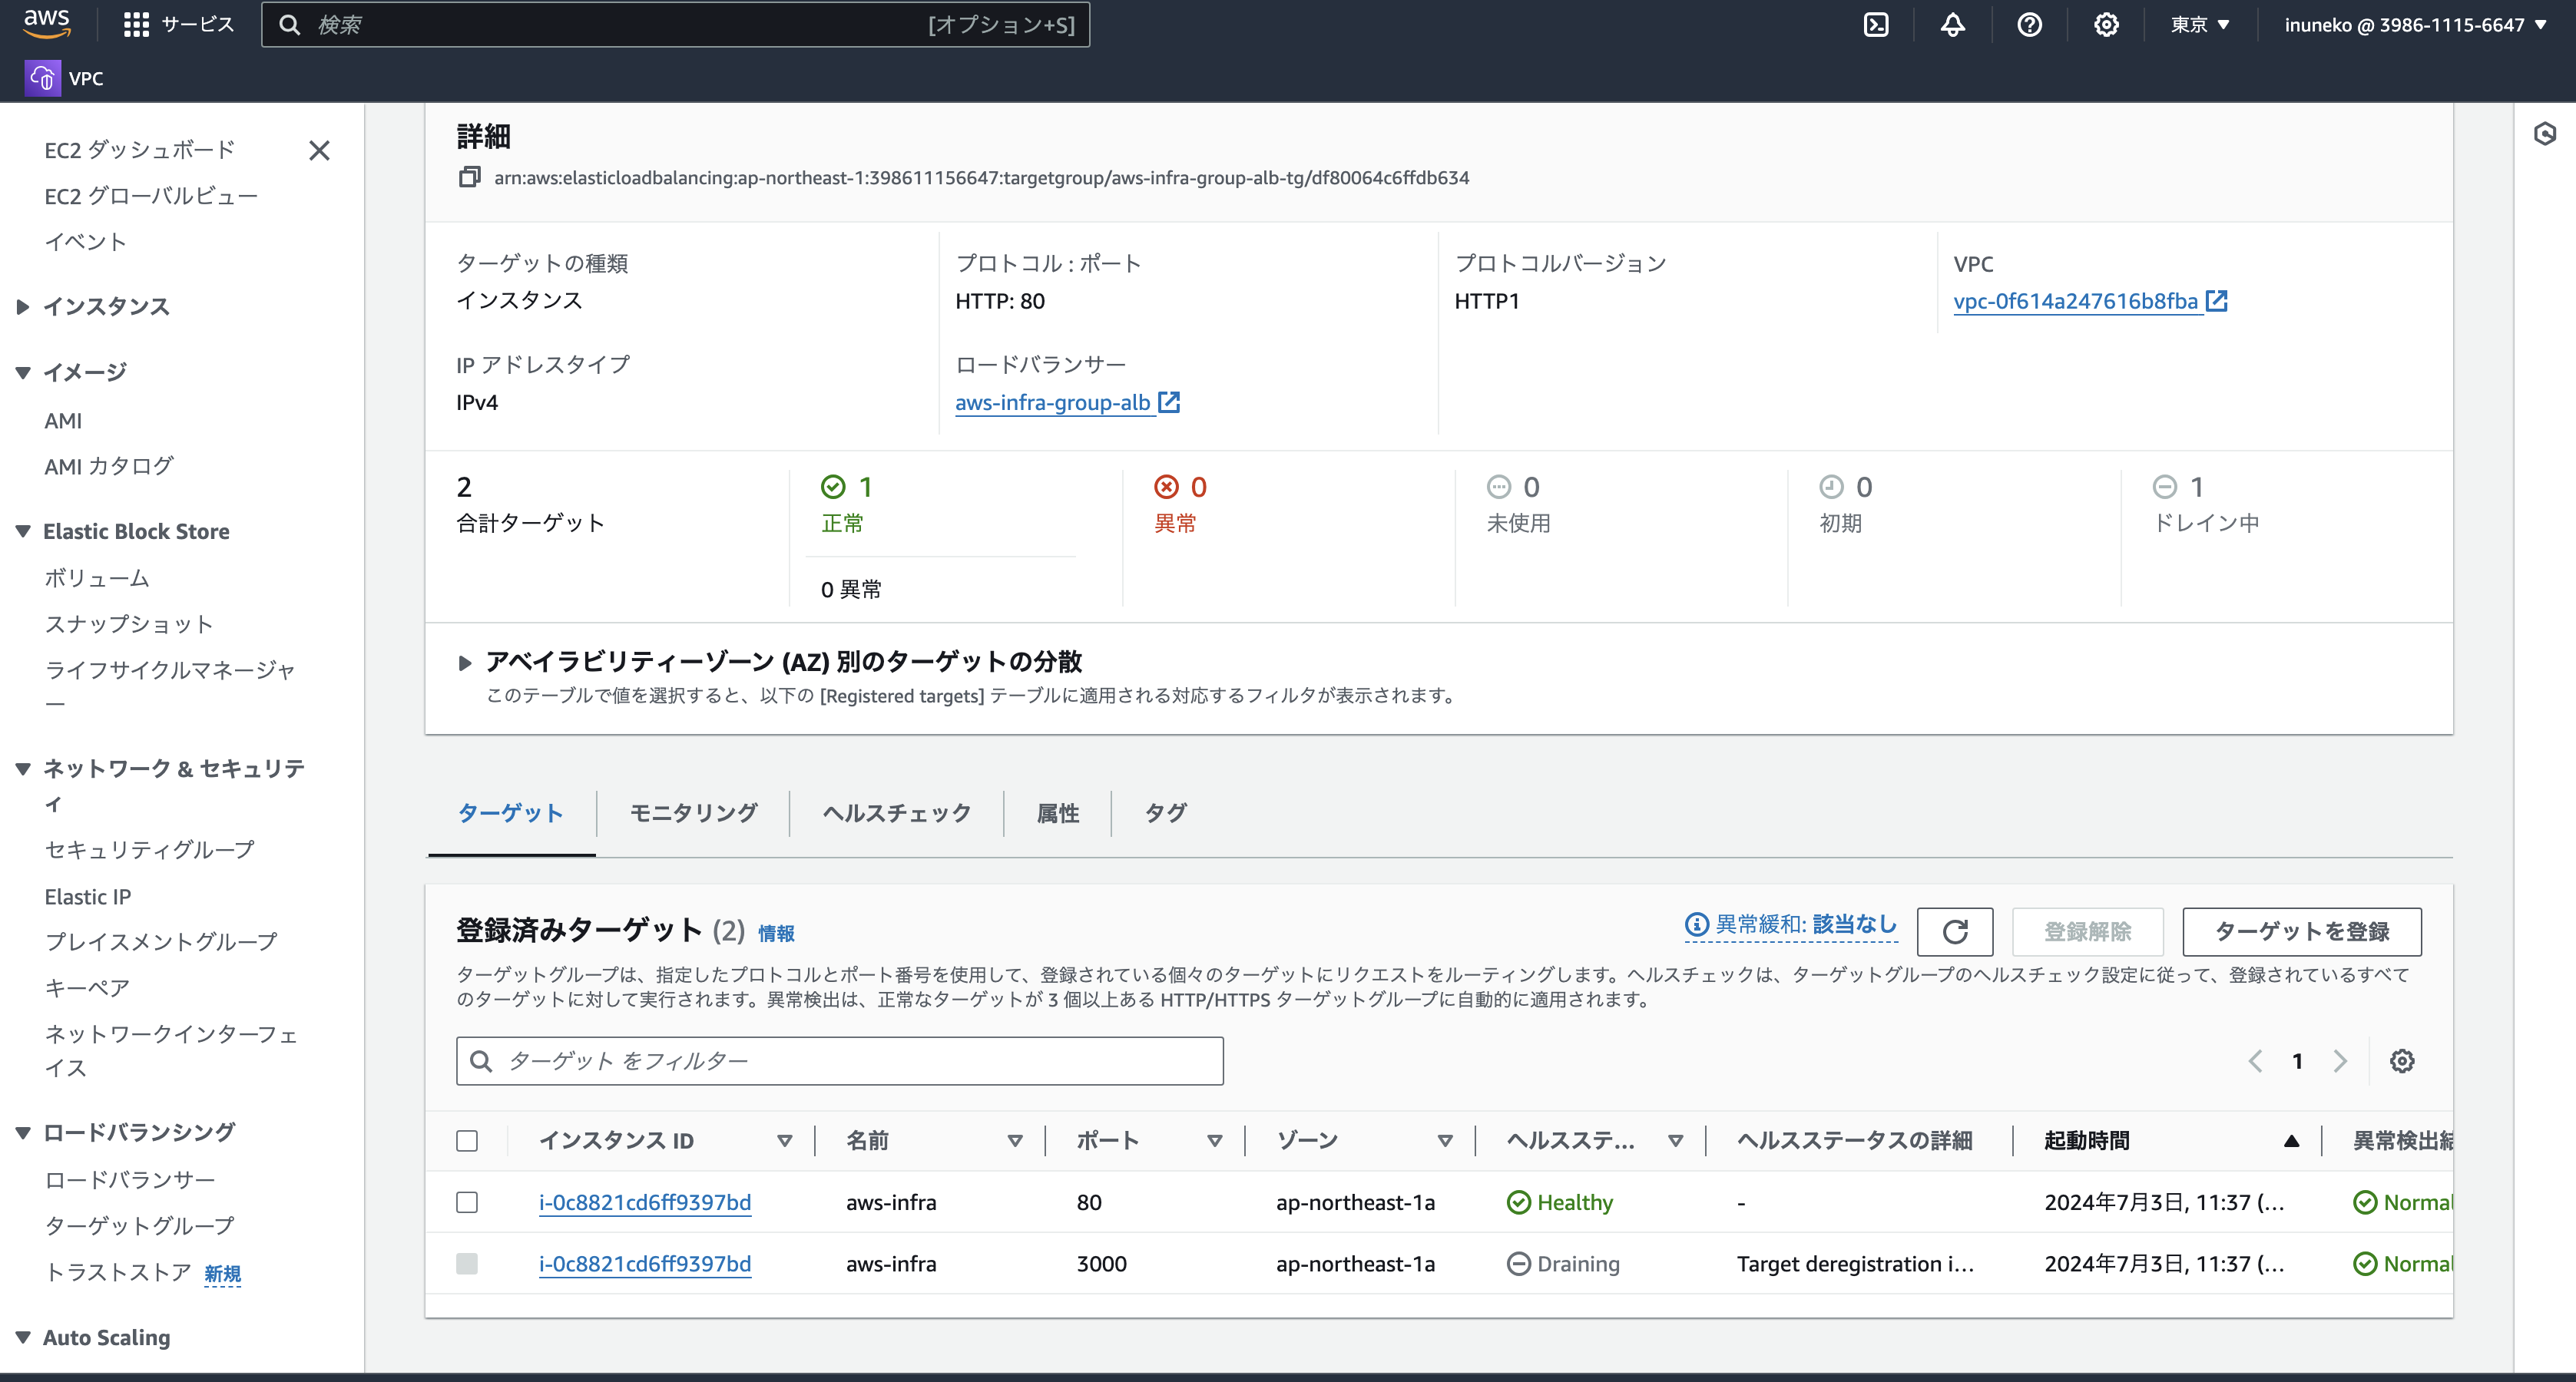 aws
サービス
検索
[オプション+S]
東京
inuneko @ 3986-1115-6647
VPC
EC2 ダッシュボード
EC2 グローバルビュー
イベント
インスタンス
イメージ
AMI
AMI カタログ
Elastic Block Store
ボリューム
スナップショット
ライフサイクルマネージャ
ー
ネットワーク & セキュリテ
ィ
セキュリティグループ
Elastic IP
プレイスメントグループ
キーペア
ネットワークインターフェ
イス
ロードバランシング
ロードバランサー
ターゲットグループ
トラストストア 新規
Auto Scaling
詳細
arn:aws:elasticloadbalancing:ap-northeast-1:398611156647:targetgroup/aws-infra-group-alb-tg/df80064c6ffdb634
ターゲットの種類
インスタンス
プロトコル : ポート
HTTP: 80
プロトコルバージョン
HTTP1
VPC
vpc-0f614a247616b8fba
IP アドレスタイプ
IPv4
ロードバランサー
aws-infra-group-alb
2
合計ターゲット
1
正常
0 異常
0
異常
0
未使用
0
初期
1
ドレイン中
アベイラビリティーゾーン (AZ) 別のターゲットの分散
このテーブルで値を選択すると、以下の [Registered targets] テーブルに適用される対応するフィルタが表示されます。
ターゲット
モニタリング
ヘルスチェック
属性
タグ
登録済みターゲット (2) 情報
異常緩和: 該当なし
登録解除
ターゲットを登録
ターゲットグループは、指定したプロトコルとポート番号を使用して、登録されている個々のターゲットにリクエストをルーティングします。ヘルスチェックは、ターゲットグループのヘルスチェック設定に従って、登録されているすべて
のターゲットに対して実行されます。異常検出は、正常なターゲットが 3 個以上ある HTTP/HTTPS ターゲットグループに自動的に適用されます。
ターゲット をフィルター
1
インスタンス ID 名前 ポート ゾーン ヘルスステ... ヘルスステータスの詳細 起動時間 異常検出結
i-0c8821cd6ff9397bd aws-infra 80 ap-northeast-1a Healthy - 2024年7月3日, 11:37 (... Normal
i-0c8821cd6ff9397bd aws-infra 3000 ap-northeast-1a Draining Target deregistration i... 2024年7月3日, 11:37 (... Normal